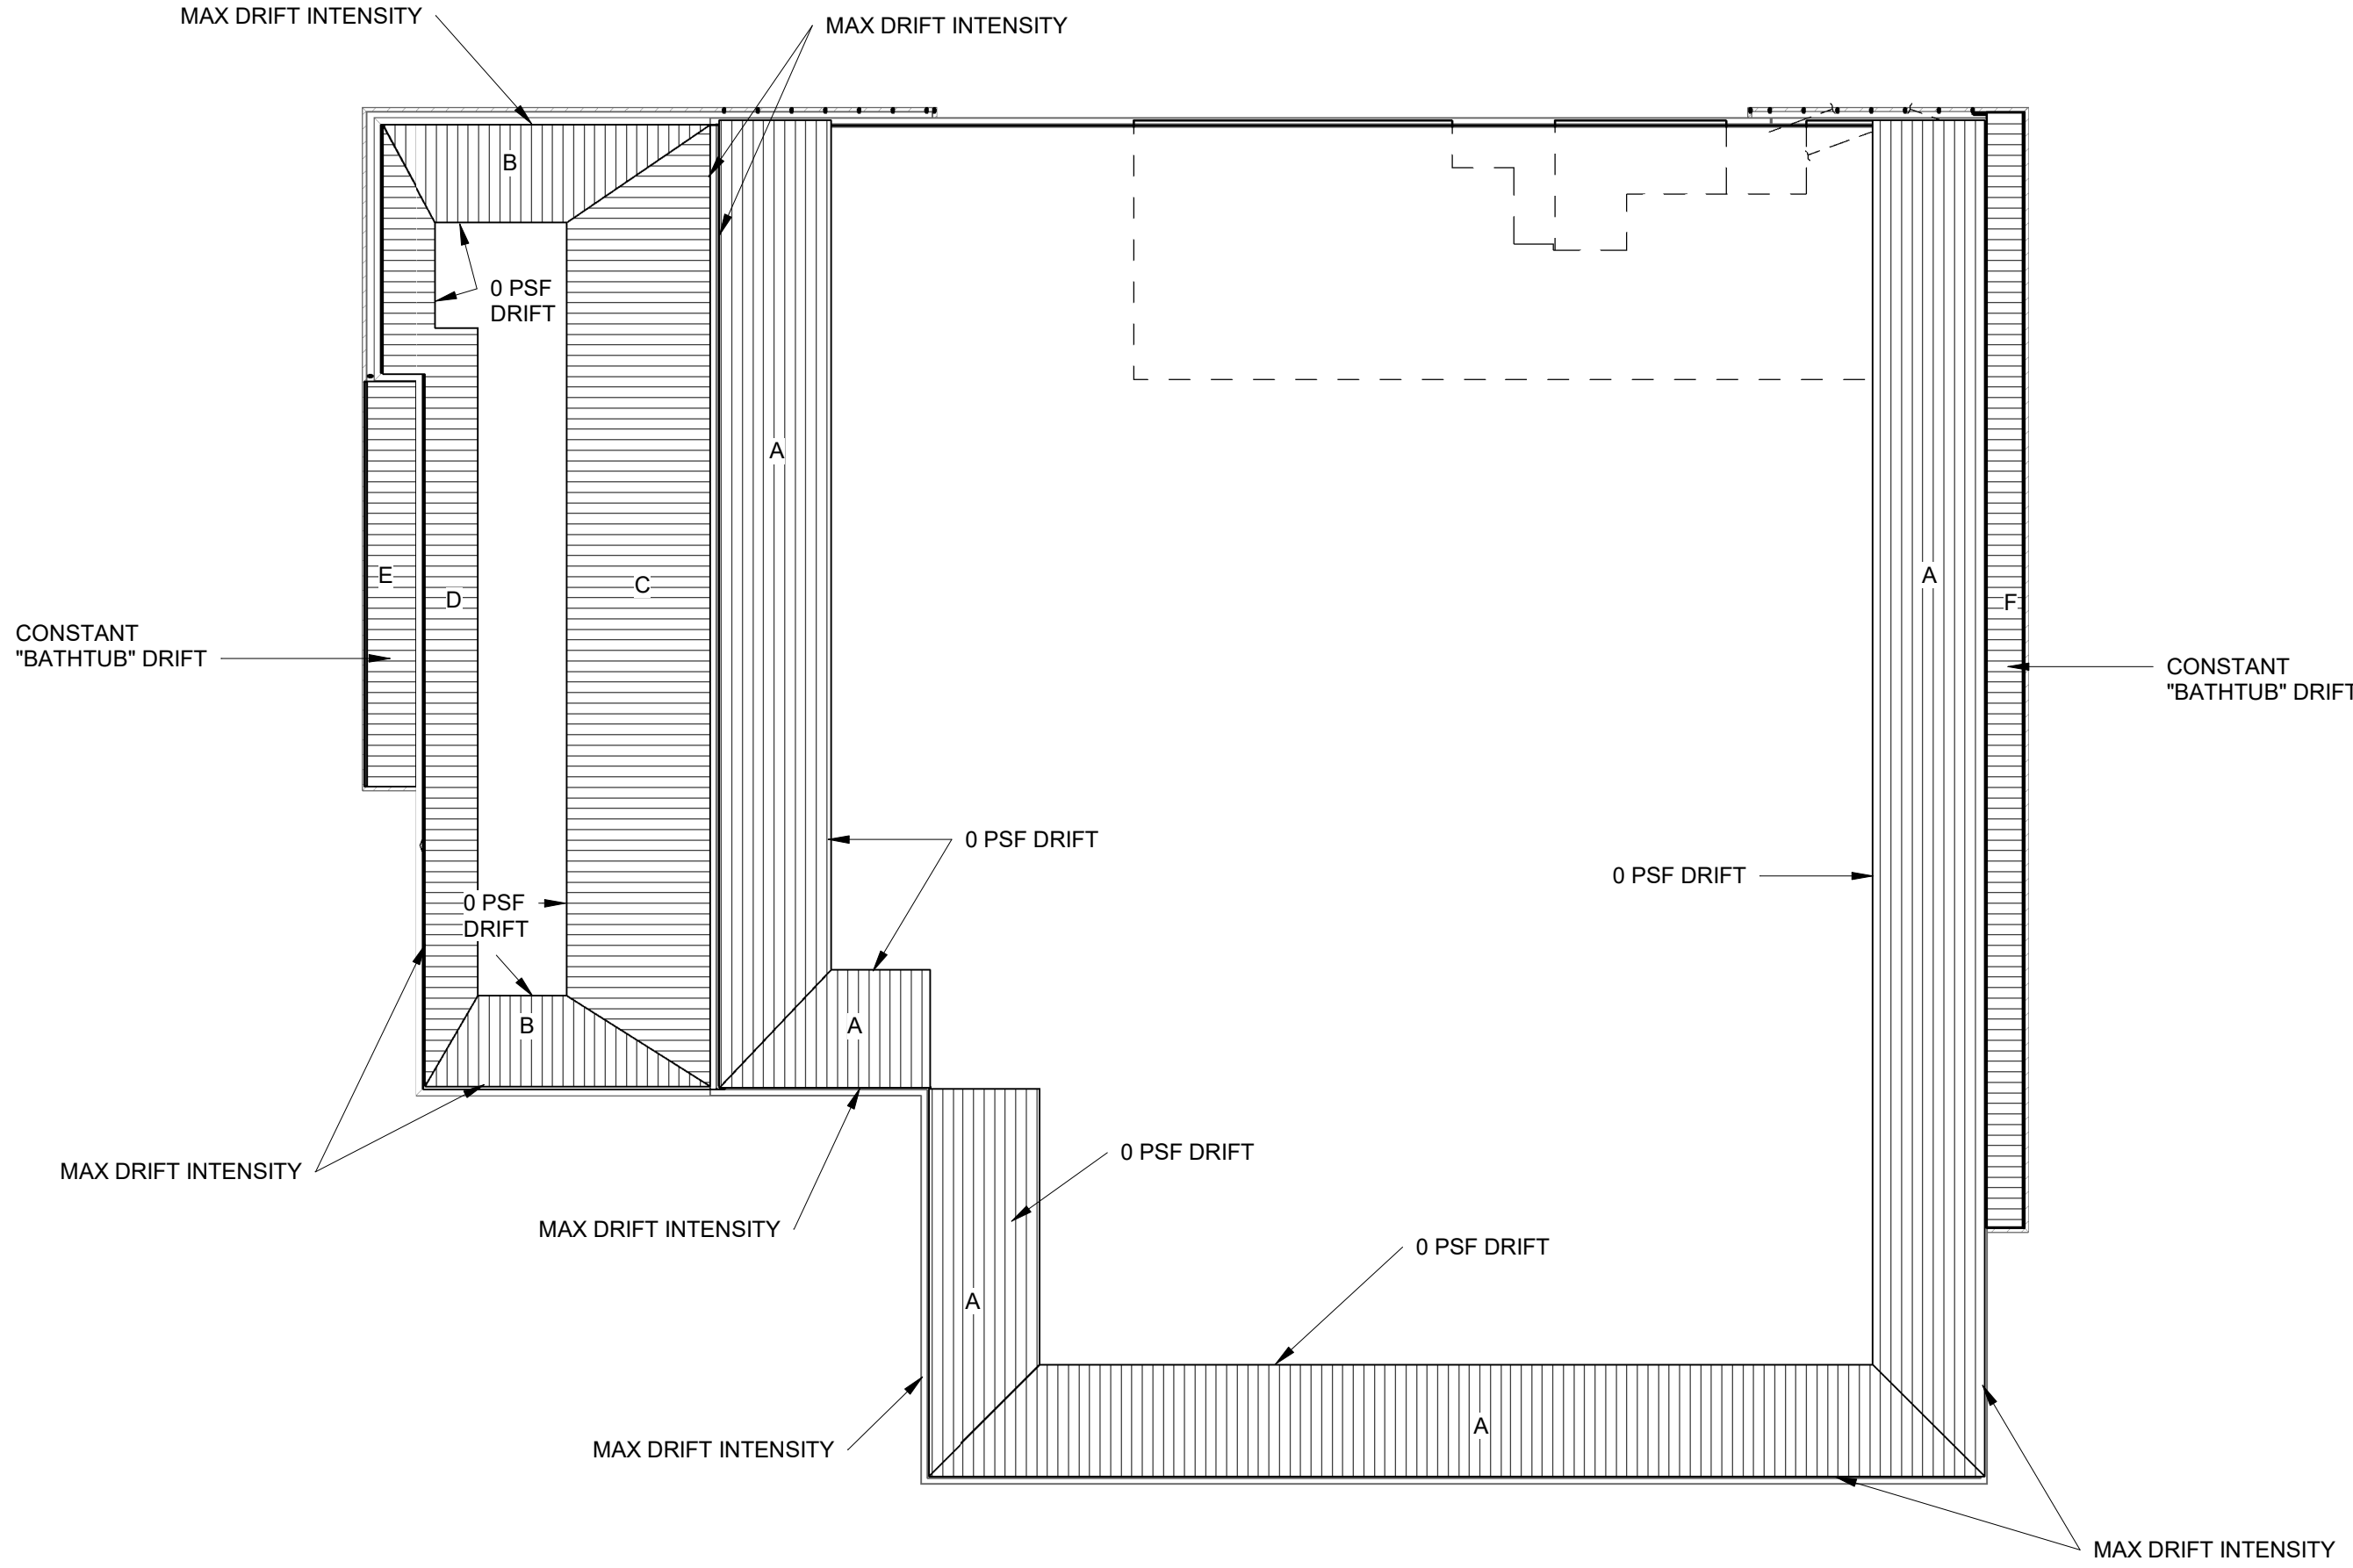 MAX DRIFT INTENSITY
MAX DRIFT INTENSITY
B
0 PSF
DRIFT
A
E
D
C
A
F
CONSTANT
"BATHTUB" DRIFT
CONSTANT
"BATHTUB" DRIFT
0 PSF DRIFT
0 PSF DRIFT
0 PSF
DRIFT
B
A
0 PSF DRIFT
MAX DRIFT INTENSITY
MAX DRIFT INTENSITY
0 PSF DRIFT
A
A
MAX DRIFT INTENSITY
MAX DRIFT INTENSITY